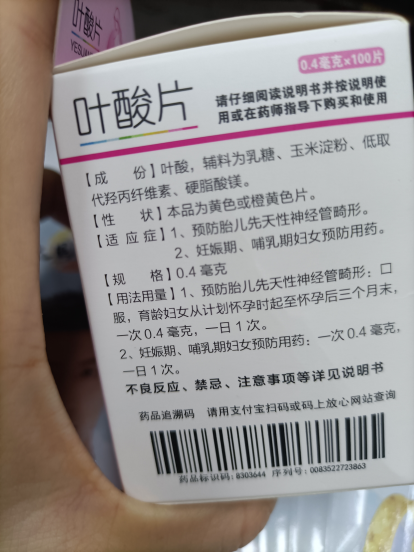 叶酸片
0.4毫克×100片
叶酸片
请仔细阅读说明书并按说明使
用或在药师指导下购买和使用
【成 份】叶酸，辅料为乳糖、玉米淀粉、低取
代羟丙纤维素、硬脂酸镁。
【性 状】本品为黄色或橙黄色片。
【适 应 症】1、预防胎儿先天性神经管畸形。
2、妊娠期、哺乳期妇女预防用药。
【规 格】0.4毫克
【用法用量】1、预防胎儿先天性神经管畸形：口
服，育龄妇女从计划怀孕时起至怀孕后三个月末，
一次0.4毫克，一日1次。
2、妊娠期、哺乳期妇女预防用药：一次0.4毫克，
一日1次。
不良反应、禁忌、注意事项等详见说明书
药品追溯码 请用支付宝扫码或码上放心网站查询
药品标识码：8303644 序列号：0083522723863